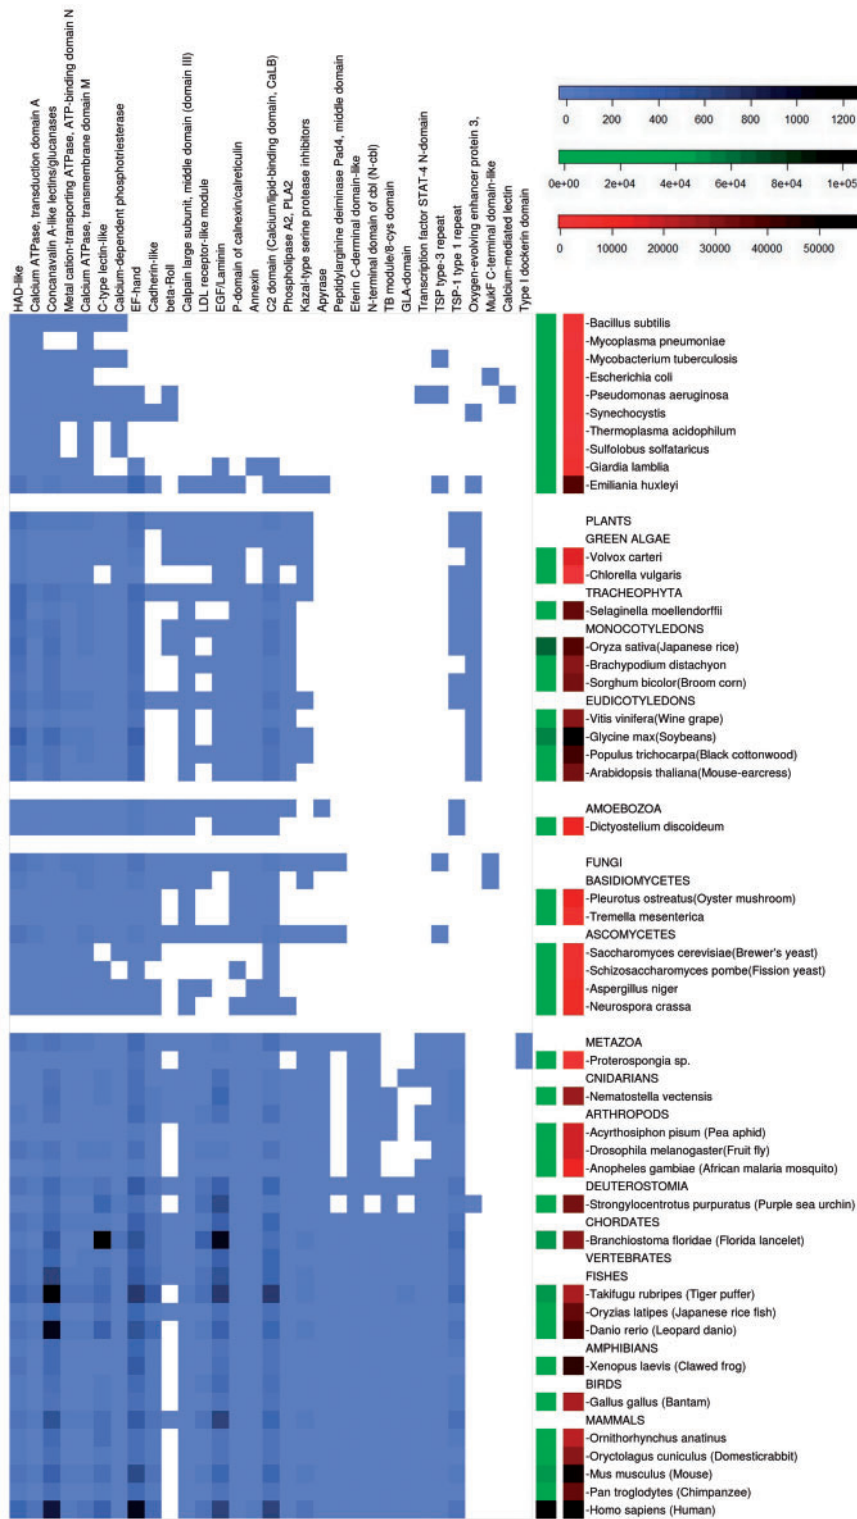 HAD-like
Calcium ATPase, transduction domain A
Concanavalin A-like lectins/glucanases
Metal cation-transporting ATPase, ATP-binding domain N
Calcium ATPase, transmembrane domain M
C-type lectin-like
Calcium-dependent phosphotriesterase
EF-hand
Cadherin-like
beta-Roll
Calpain large subunit, middle domain (domain III)
LDL receptor-like module
EGF/Laminin
P-domain of calnexin/calreticulin
Annexin
C2 domain (Calcium/lipid-binding domain, CaLB)
Phospholipase A2, PLA2
Kazal-type serine protease inhibitors
Apyrase
Peptidylarginine deiminase Pad4, middle domain
Eferin C-derminal domain-like
N-terminal domain of cbl (N-cbl)
TB module/8-cys domain
GLA-domain
Transcription factor STAT-4 N-domain
TSP type-3 repeat
TSP-1 type 1 repeat
Oxygen-evolving enhancer protein 3,
MukF C-terminal domain-like
Calcium-mediated lectin
Type I dockerin domain
0 200 400 600 800 1000 1200
0e+00 2e+04 4e+04 6e+04 8e+04 1e+05
0 10000 20000 30000 40000 50000
-Bacillus subtilis
-Mycoplasma pneumoniae
-Mycobacterium tuberculosis
-Escherichia coli
-Pseudomonas aeruginosa
-Synechocystis
-Thermoplasma acidophilum
-Sulfolobus solfataricus
-Giardia lamblia
-Emiliania huxleyi
PLANTS
GREEN ALGAE
-Volvox carteri
-Chlorella vulgaris
TRACHEOPHYTA
-Selaginella moellendorffii
MONOCOTYLEDONS
-Oryza sativa(Japanese rice)
-Brachypodium distachyon
-Sorghum bicolor(Broom corn)
EUDICOTYLEDONS
-Vitis vinifera(Wine grape)
-Glycine max(Soybeans)
-Populus trichocarpa(Black cottonwood)
-Arabidopsis thaliana(Mouse-earcress)
AMOEBOZOA
-Dictyostelium discoideum
FUNGI
BASIDIOMYCETES
-Pleurotus ostreatus(Oyster mushroom)
-Tremella mesenterica
ASCOMYCETES
-Saccharomyces cerevisiae(Brewer's yeast)
-Schizosaccharomyces pombe(Fission yeast)
-Aspergillus niger
-Neurospora crassa
METAZOA
-Proterospongia sp.
CNIDARIANS
-Nematostella vectensis
ARTHROPODS
-Acyrthosiphon pisum (Pea aphid)
-Drosophila melanogaster(Fruit fly)
-Anopheles gambiae (African malaria mosquito)
DEUTEROSTOMIA
-Strongylocentrotus purpuratus (Purple sea urchin)
CHORDATES
-Branchiostoma floridae (Florida lancelet)
VERTEBRATES
FISHES
-Takifugu rubripes (Tiger puffer)
-Oryzias latipes (Japanese rice fish)
-Danio rerio (Leopard danio)
AMPHIBIANS
-Xenopus laevis (Clawed frog)
BIRDS
-Gallus gallus (Bantam)
MAMMALS
-Ornithorhynchus anatinus
-Oryctolagus cuniculus (Domesticrabbit)
-Mus musculus (Mouse)
-Pan troglodytes (Chimpanzee)
-Homo sapiens (Human)